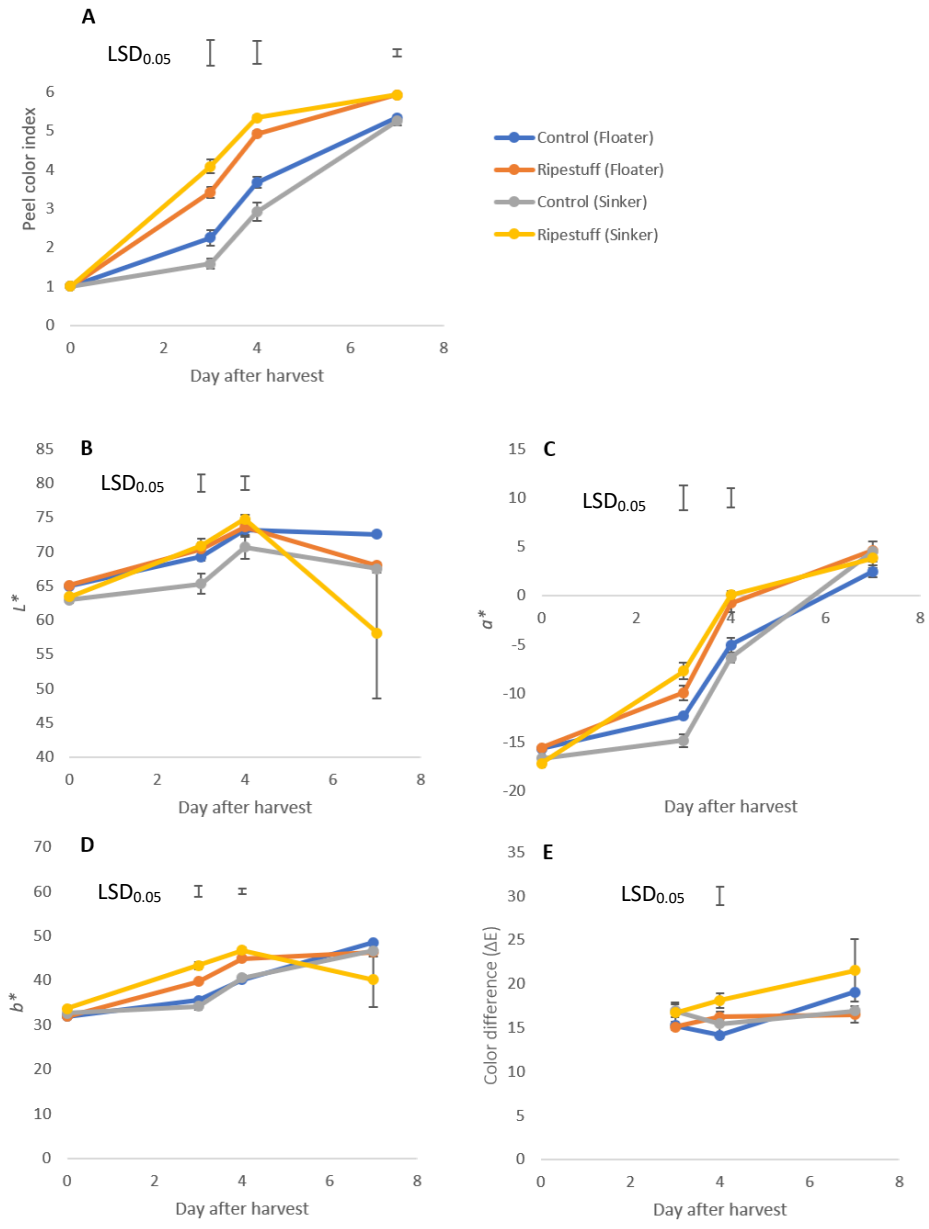 A
LSD0.05
6
5
4
3
2
1
0
Peel color index
0 2 4 6 8
Day after harvest
Control (Floater)
Ripestuff (Floater)
Control (Sinker)
Ripestuff (Sinker)
B
LSD0.05
85
80
75
70
65
60
55
50
45
40
L*
0 2 4 6 8
Day after harvest
C
LSD0.05
15
10
5
0
-5
-10
-15
-20
a*
0 2 4 6 8
Day after harvest
D
LSD0.05
70
60
50
40
30
20
10
0
b*
0 2 4 6 8
Day after harvest
E
LSD0.05
35
30
25
20
15
10
5
0
Color difference (ΔE)
0 2 4 6 8
Day after harvest